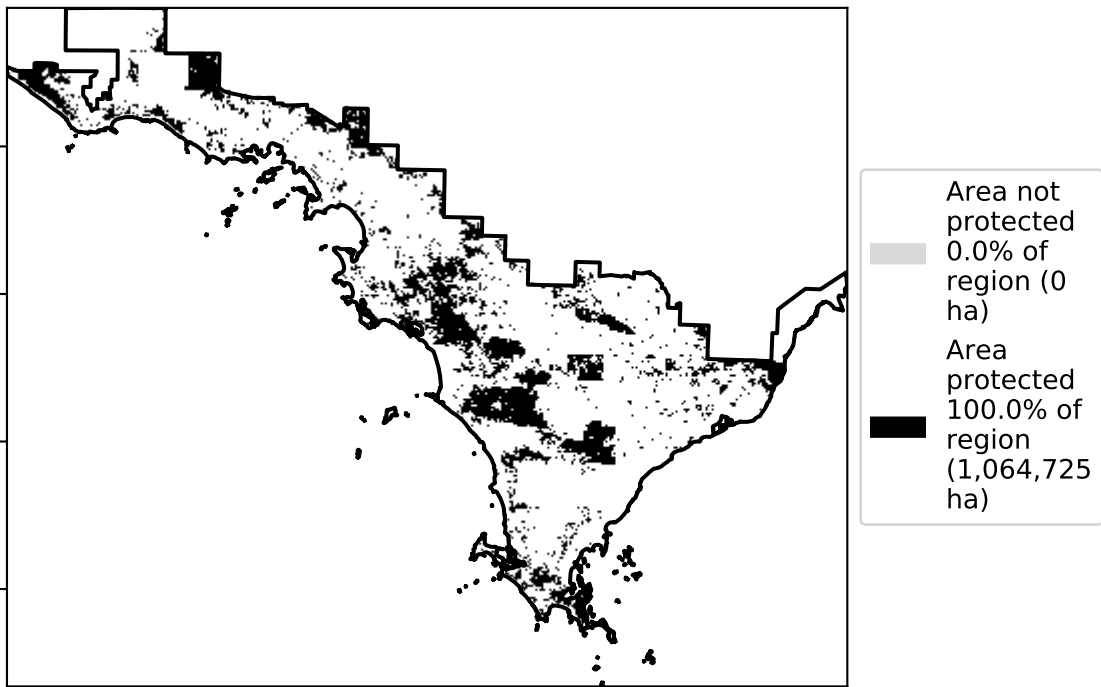 Area not
protected
0.0% of
region (0
ha)
Area
protected
100.0% of
region
(1,064,725
ha)